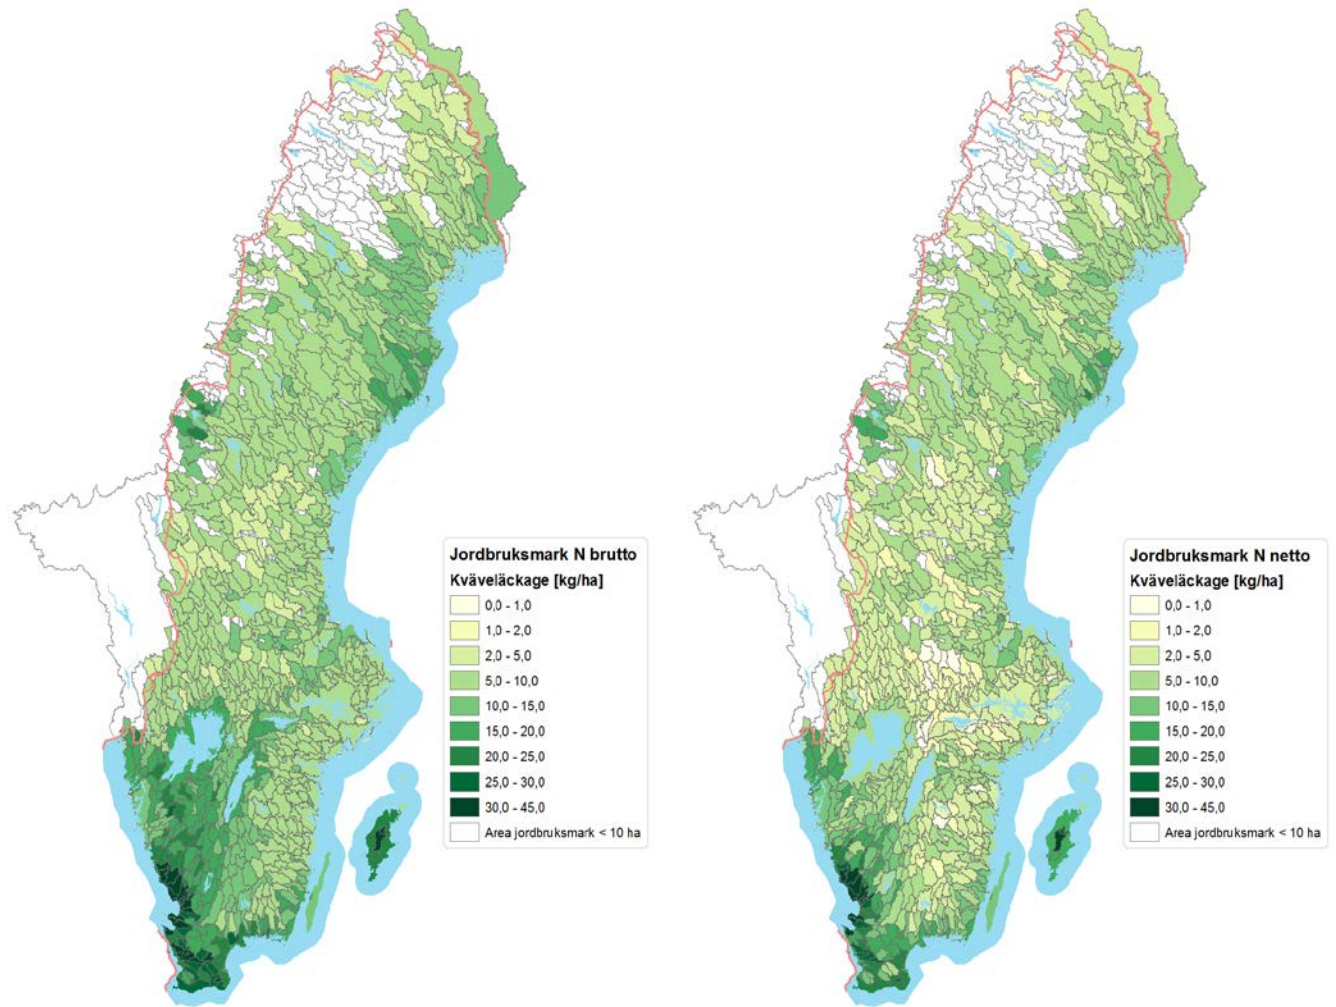 Jordbruksmark N brutto
Kväveläckage [kg/ha]
0,0 - 1,0
1,0 - 2,0
2,0 - 5,0
5,0 - 10,0
10,0 - 15,0
15,0 - 20,0
20,0 - 25,0
25,0 - 30,0
30,0 - 45,0
Area jordbruksmark < 10 ha
Jordbruksmark N netto
Kväveläckage [kg/ha]
0,0 - 1,0
1,0 - 2,0
2,0 - 5,0
5,0 - 10,0
10,0 - 15,0
15,0 - 20,0
20,0 - 25,0
25,0 - 30,0
30,0 - 45,0
Area jordbruksmark < 10 ha